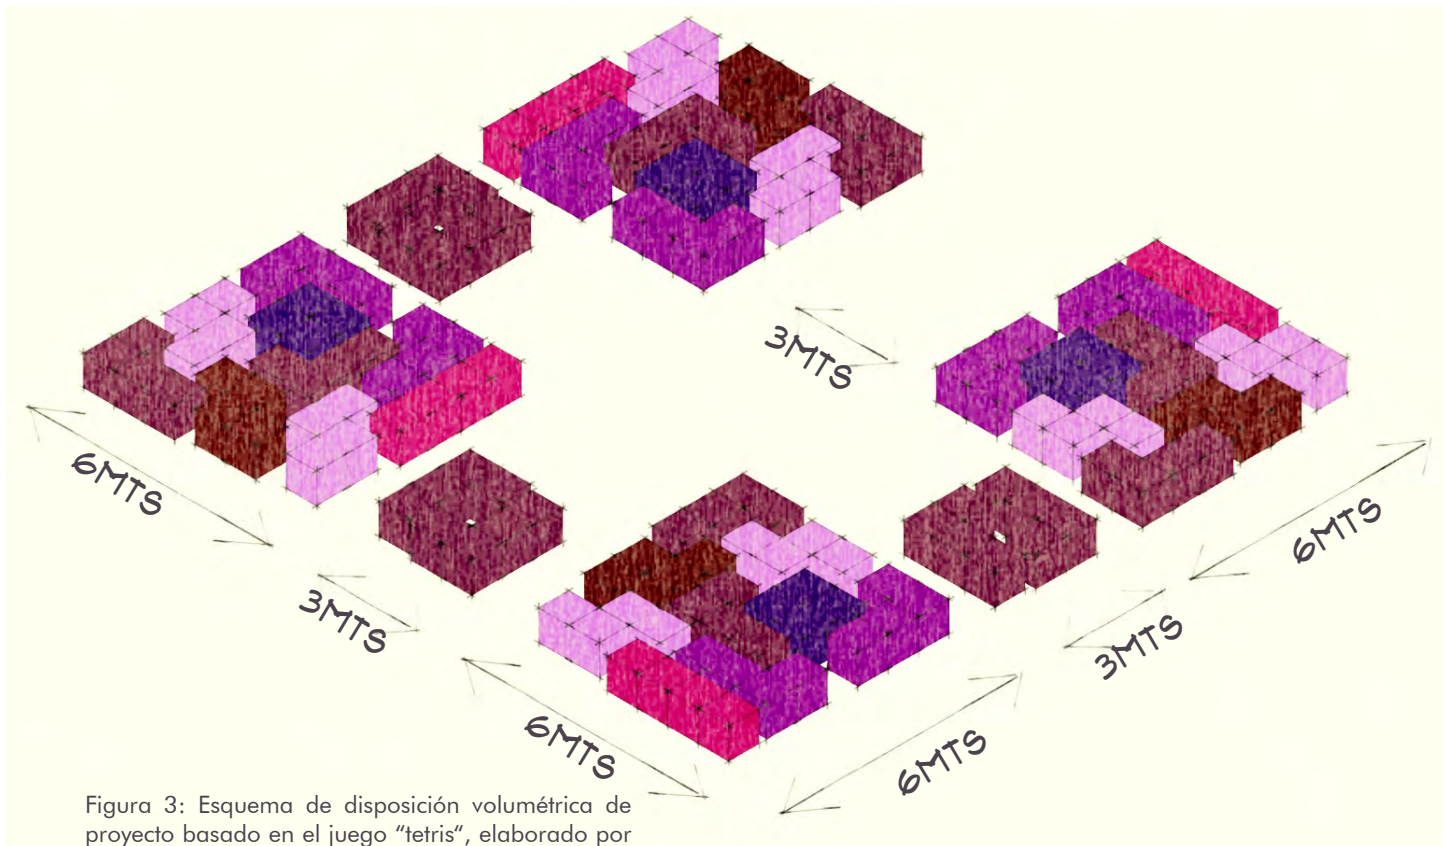 3MTS
6MTS
6MTS
3MTS
3MTS
6MTS
6MTS
Figura 3: Esquema de disposición volumétrica de
proyecto basado en el juego “tetris“, elaborado por